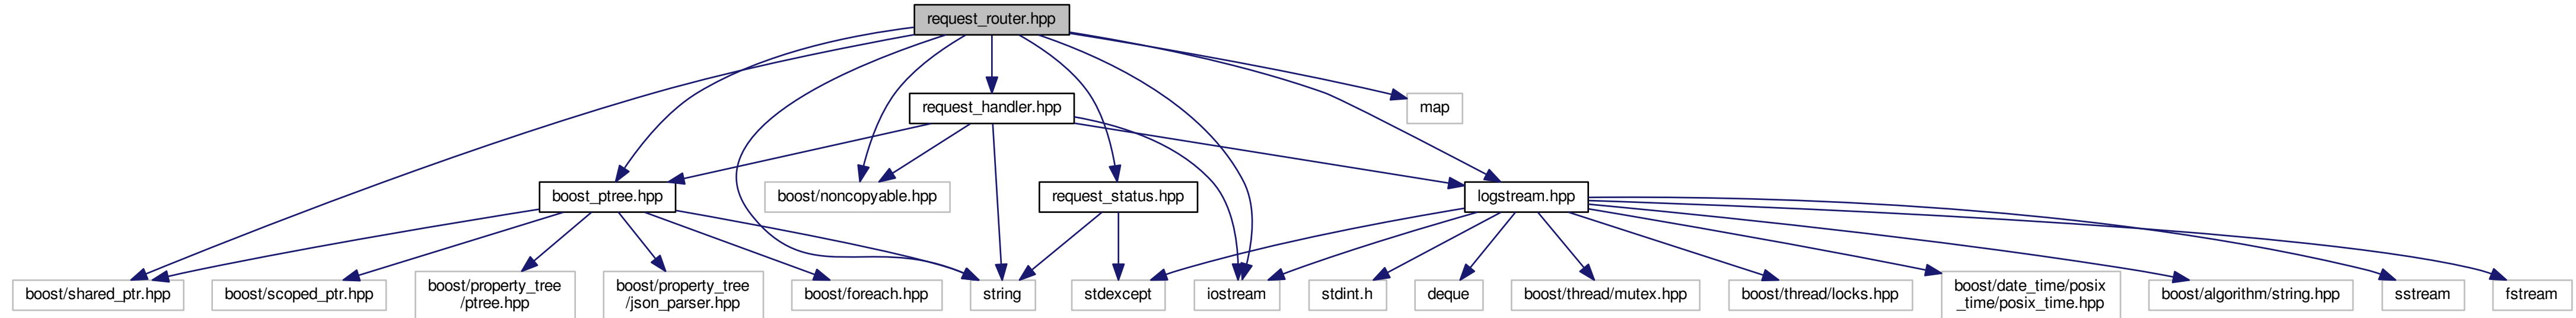 request_router.hpp
request_handler.hpp
map
boost_ptree.hpp
boost/noncopyable.hpp
request_status.hpp
logstream.hpp
boost/shared_ptr.hpp
boost/scoped_ptr.hpp
boost/property_tree
/ptree.hpp
boost/property_tree
/json_parser.hpp
boost/foreach.hpp
string
stdexcept
iostream
stdint.h
deque
boost/thread/mutex.hpp
boost/thread/locks.hpp
boost/date_time/posix
_time/posix_time.hpp
boost/algorithm/string.hpp
sstream
fstream